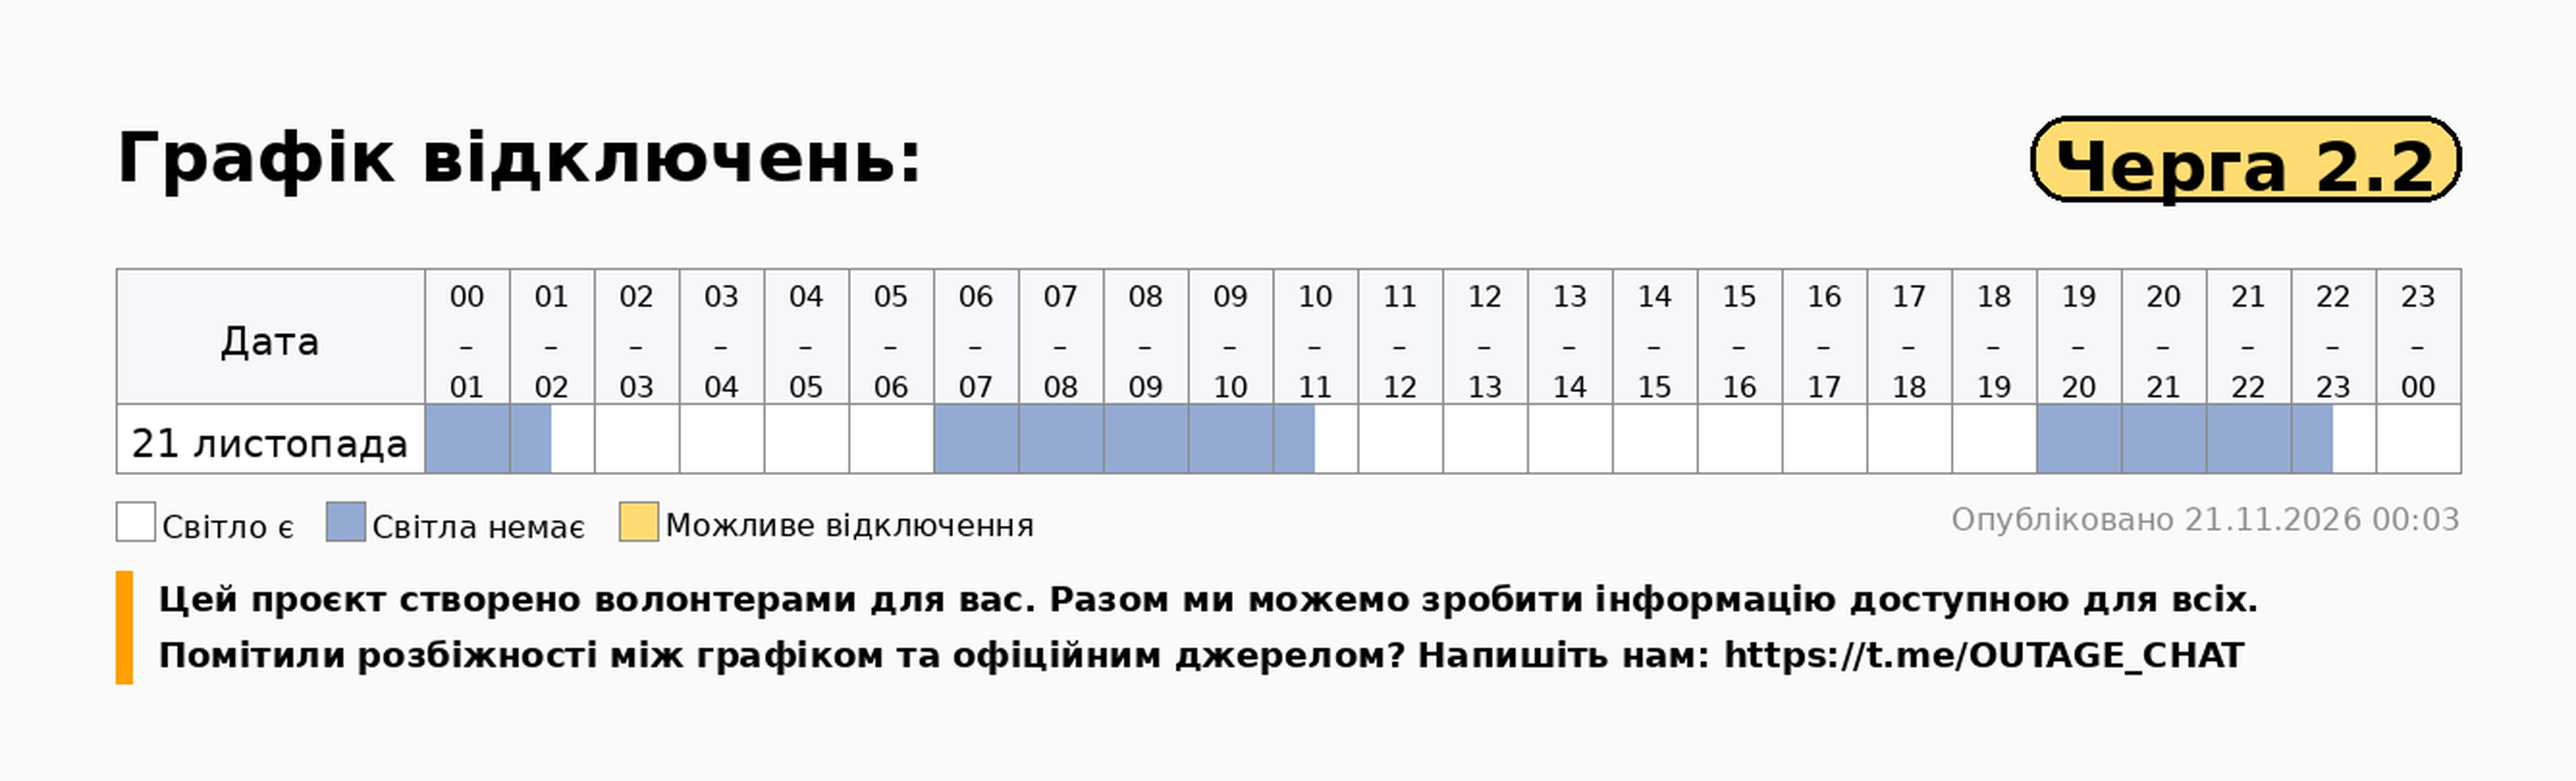 Графік відключень:
Черга 2.2
Дата 00 – 01 01 – 02 02 – 03 03 – 04 04 – 05 05 – 06 06 – 07 07 – 08 08 – 09 09 – 10 10 – 11 11 – 12 12 – 13 13 – 14 14 – 15 15 – 16 16 – 17 17 – 18 18 – 19 19 – 20 20 – 21 21 – 22 22 – 23 23 – 00
21 листопада
Світло є Світла немає Можливе відключення
Опубліковано 21.11.2026 00:03
Цей проєкт створено волонтерами для вас. Разом ми можемо зробити інформацію доступною для всіх.
Помітили розбіжності між графіком та офіційним джерелом? Напишіть нам: https://t.me/OUTAGE_CHAT